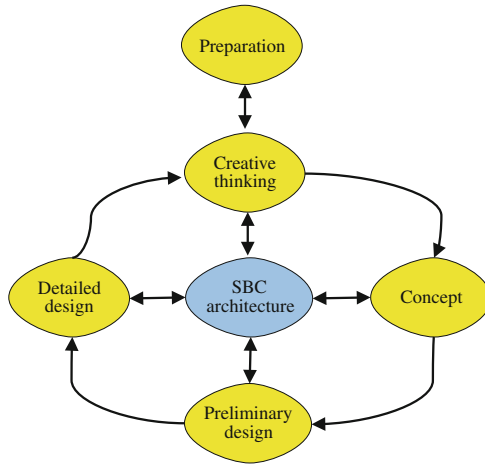 Preparation
Creative
thinking
Detailed
design
SBC
architecture
Concept
Preliminary
design